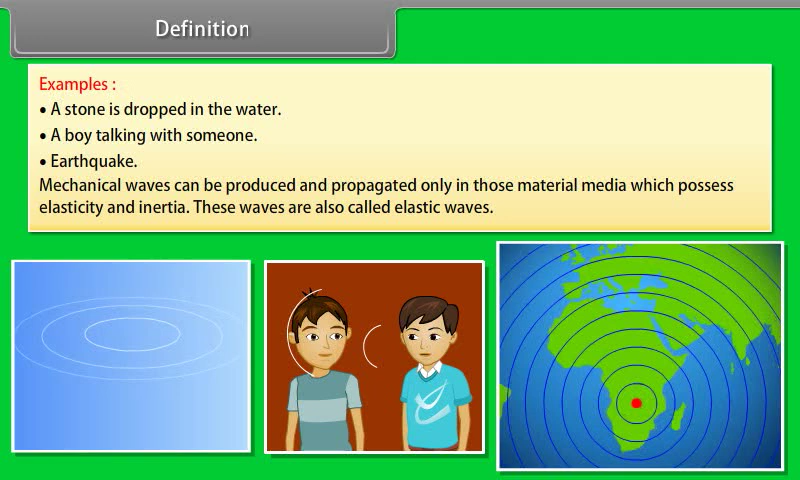 Definition
Examples :
• A stone is dropped in the water.
• A boy talking with someone.
• Earthquake.
Mechanical waves can be produced and propagated only in those material media which possess
elasticity and inertia. These waves are also called elastic waves.